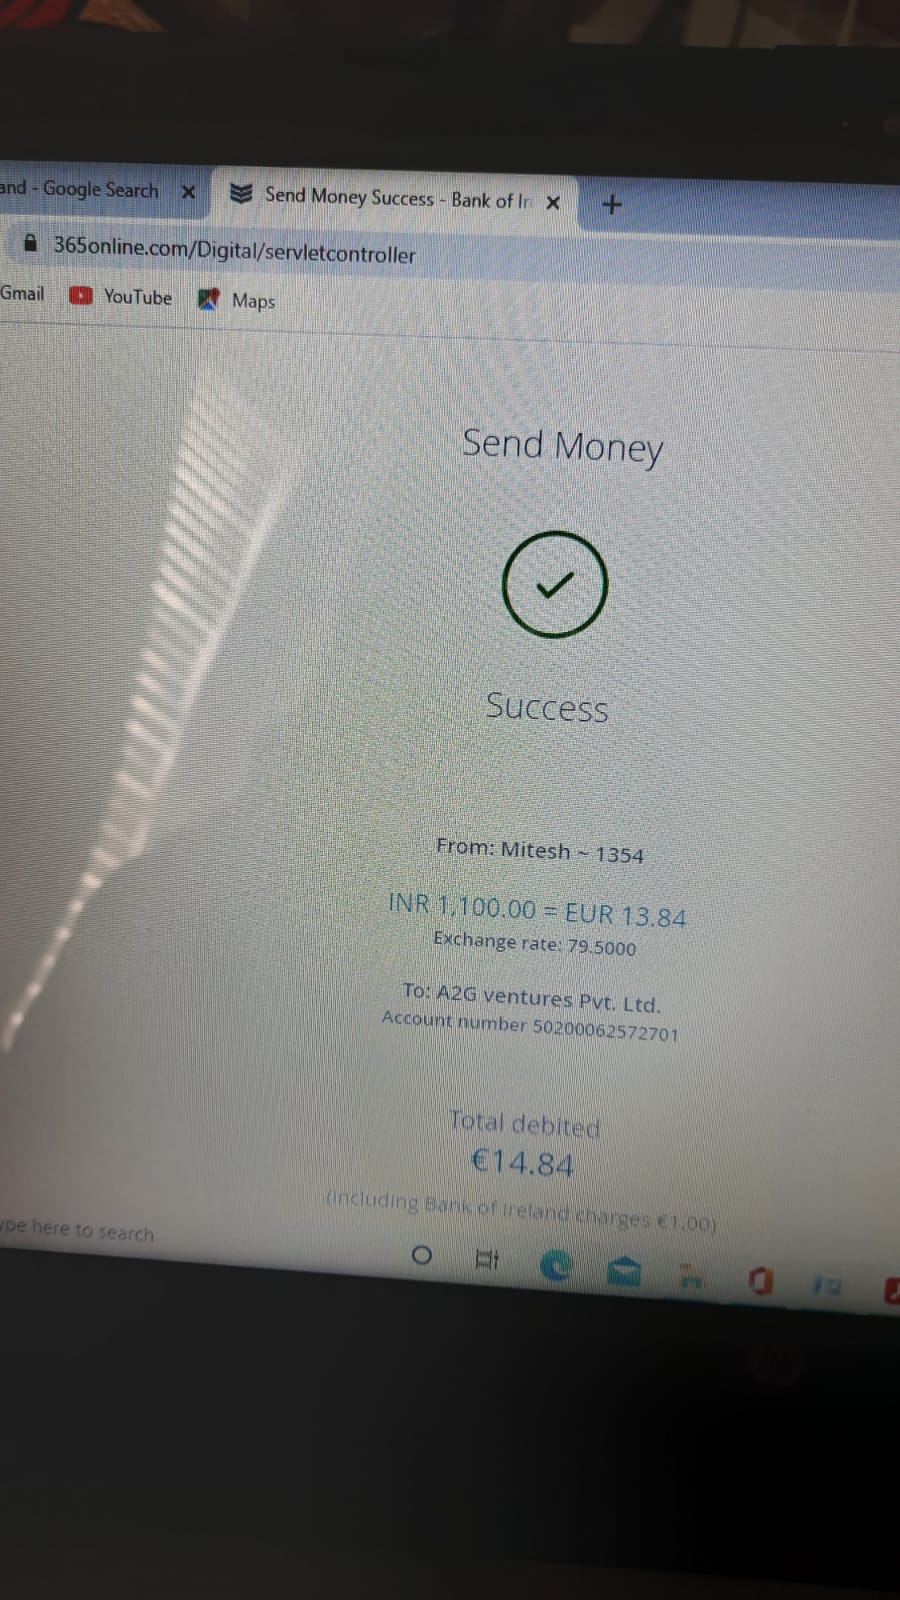 and - Google Search
Send Money Success - Bank of Ir
365online.com/Digital/servletcontroller
Gmail YouTube Maps
Send Money
Success
From: Mitesh ~ 1354
INR 1,100.00 = EUR 13.84
Exchange rate: 79.5000
To: A2G ventures Pvt. Ltd.
Account number 50200062572701
Total debited
€14.84
(Including Bank of Ireland charges €1.00)
ype here to search